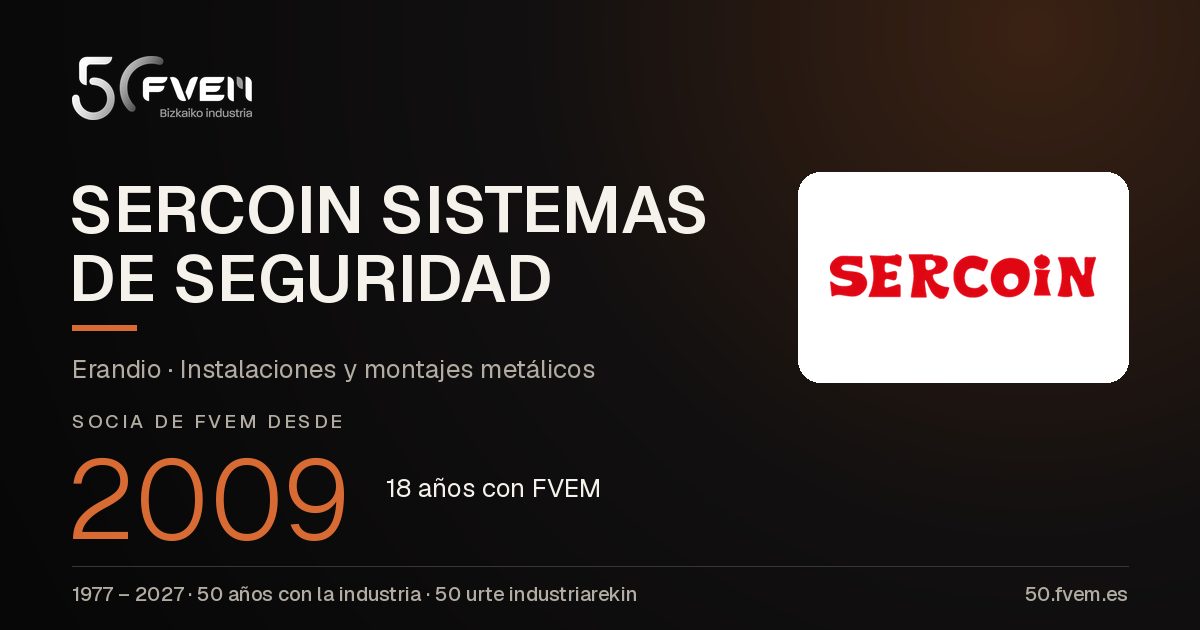 50 FVEM
Bizkaiko industria
SERCOIN SISTEMAS
DE SEGURIDAD
SERCOiN
Erandio · Instalaciones y montajes metálicos
SOCIA DE FVEM DESDE
2009
18 años con FVEM
1977 – 2027 · 50 años con la industria · 50 urte industriarekin
50.fvem.es